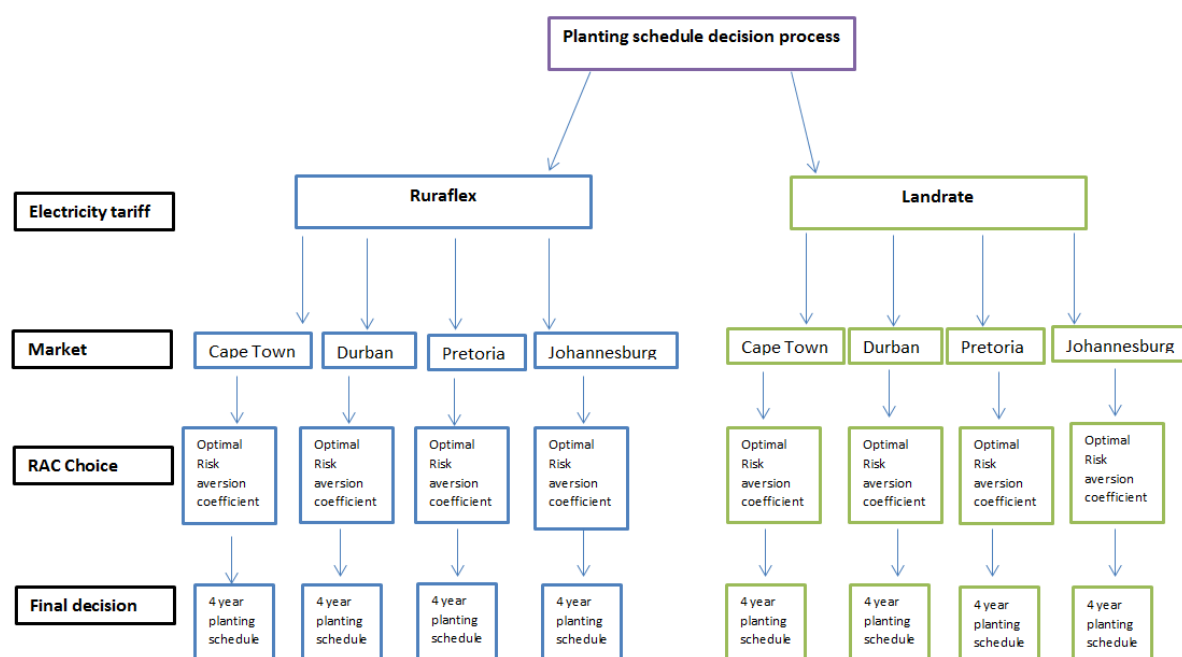 Planting schedule decision process
Electricity tariff
Ruraflex
Landrate
Market
Cape Town
Durban
Pretoria
Johannesburg
Cape Town
Durban
Pretoria
Johannesburg
RAC Choice
Optimal
Risk
aversion
coefficient
Optimal
Risk
aversion
coefficient
Optimal
Risk
aversion
coefficient
Optimal
Risk
aversion
coefficient
Optimal
Risk
aversion
coefficient
Optimal
Risk
aversion
coefficient
Optimal
Risk
aversion
coefficient
Optimal
Risk
aversion
coefficient
Final decision
4 year
planting
schedule
4 year
planting
schedule
4 year
planting
schedule
4 year
planting
schedule
4 year
planting
schedule
4 year
planting
schedule
4 year
planting
schedule
4 year
planting
schedule